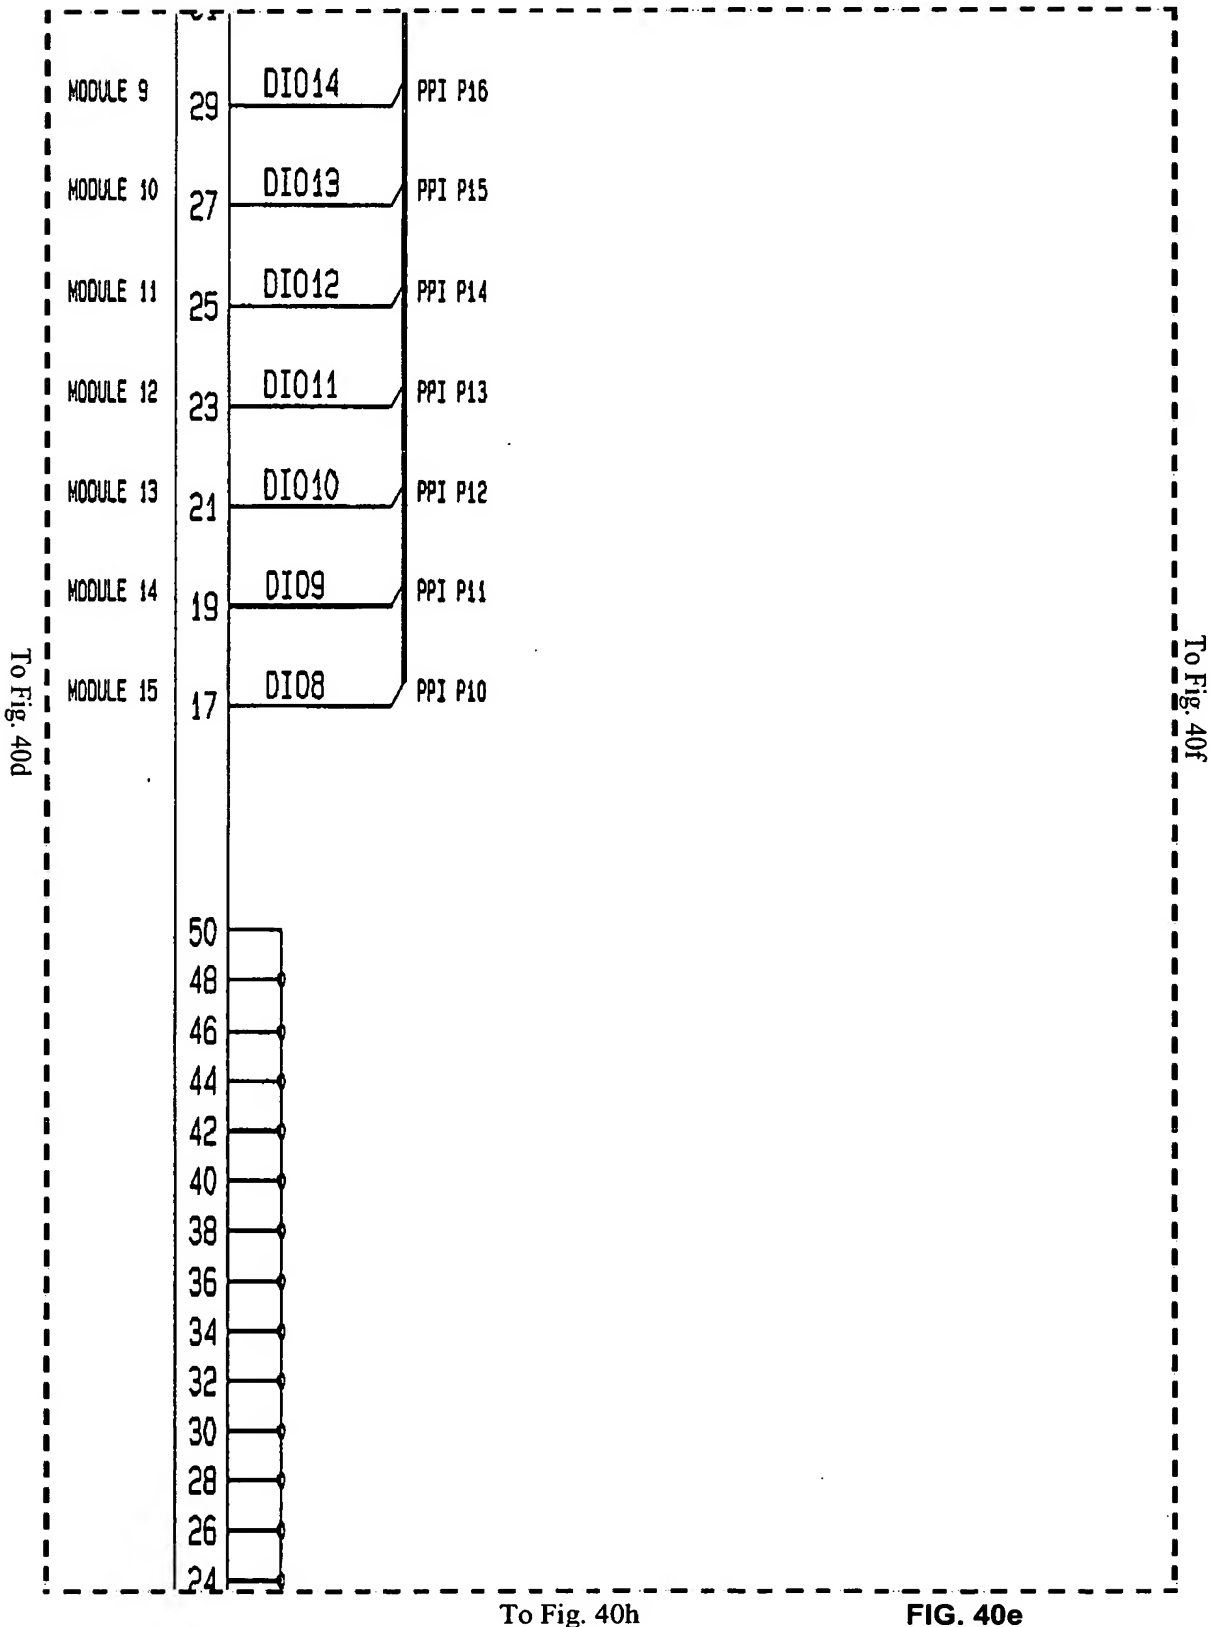 MODULE 9 29 DIO14 PPI P16
MODULE 10 27 DIO13 PPI P15
MODULE 11 25 DIO12 PPI P14
MODULE 12 23 DIO11 PPI P13
MODULE 13 21 DIO10 PPI P12
MODULE 14 19 DIO9 PPI P11
MODULE 15 17 DIO8 PPI P10
To Fig. 40d
To Fig. 40f
50
48
46
44
42
40
38
36
34
32
30
28
26
24
To Fig. 40h
FIG. 40e